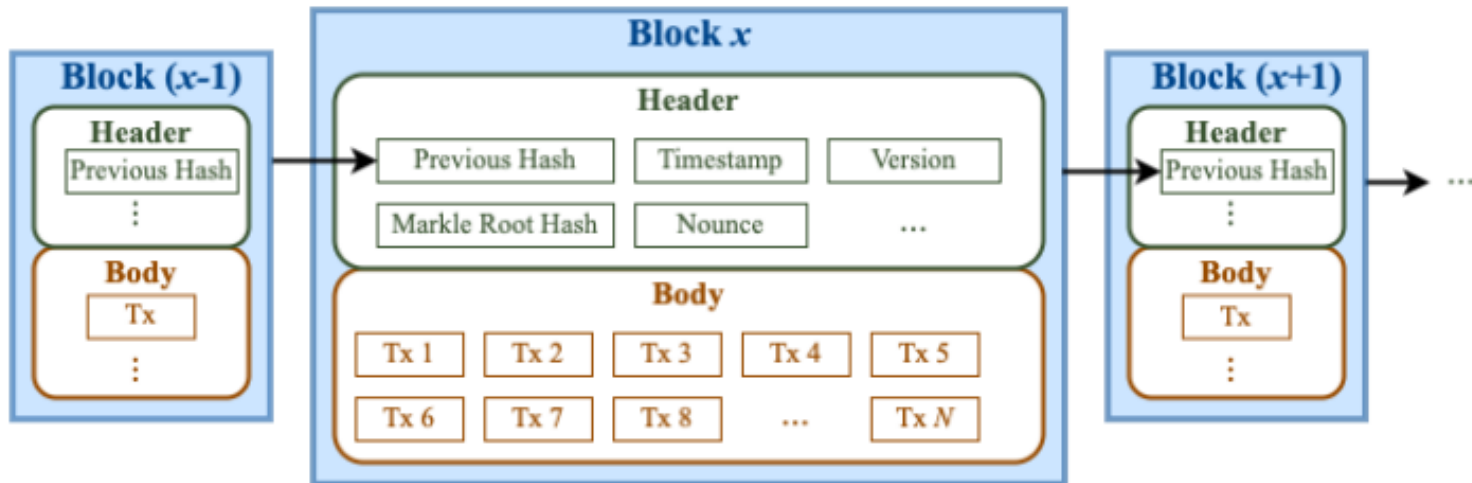 Block (x-1)
Header
Previous Hash
⋮
Body
Tx
⋮
Block x
Header
Previous Hash Timestamp Version
Markle Root Hash Nounce ...
Body
Tx 1 Tx 2 Tx 3 Tx 4 Tx 5
Tx 6 Tx 7 Tx 8 ... Tx N
Block (x+1)
Header
Previous Hash
⋮
Body
Tx
⋮
...